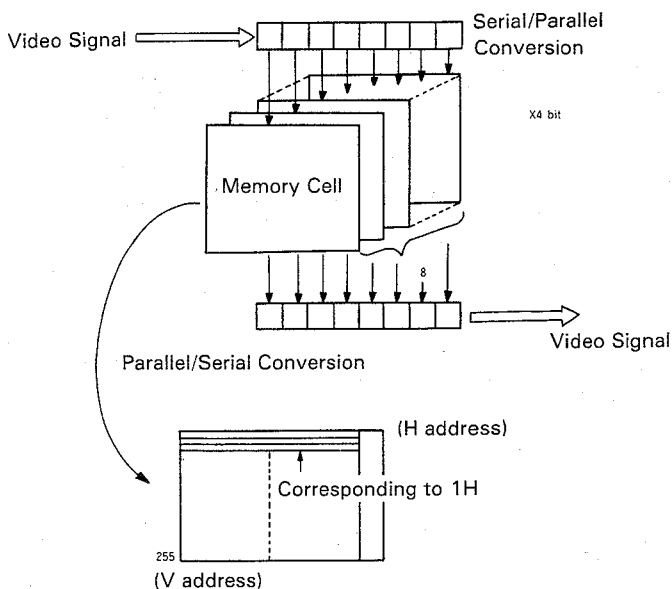 Video Signal
Serial/Parallel
Conversion
X4 bit
Memory Cell
8
Video Signal
Parallel/Serial Conversion
(H address)
Corresponding to 1H
255
(V address)